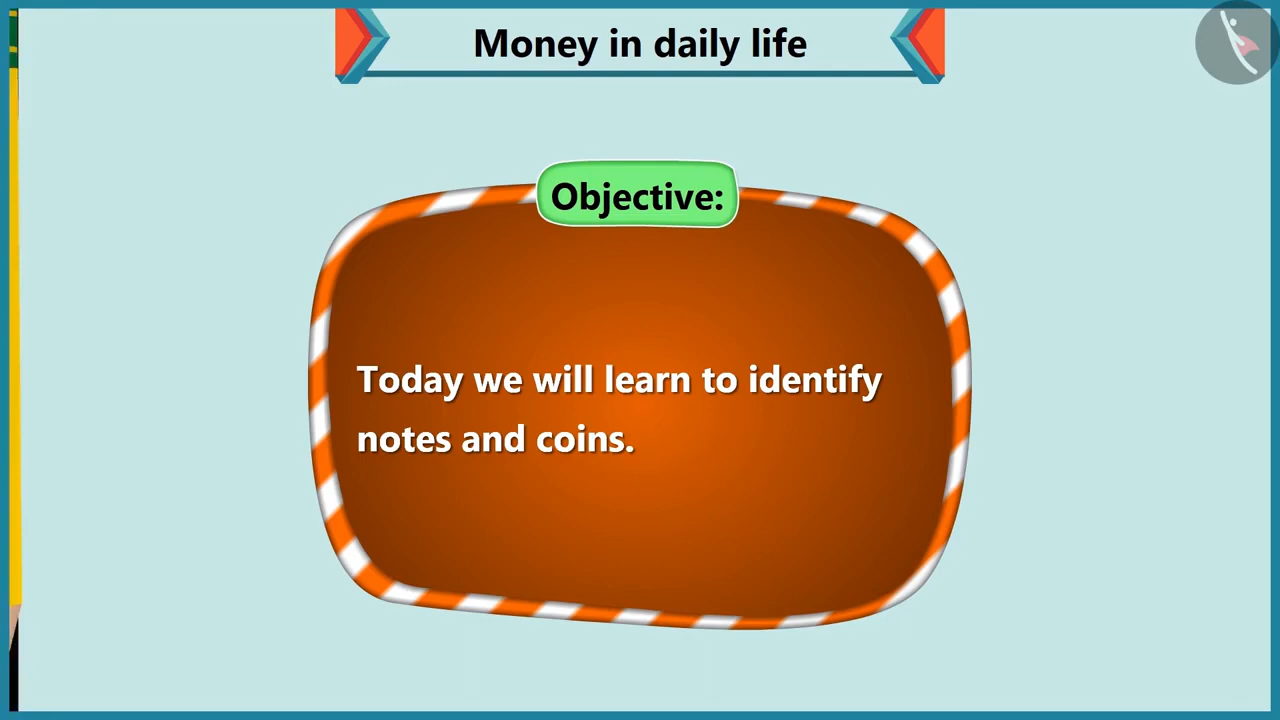 Money in daily life
Objective:
Today we will learn to identify
notes and coins.